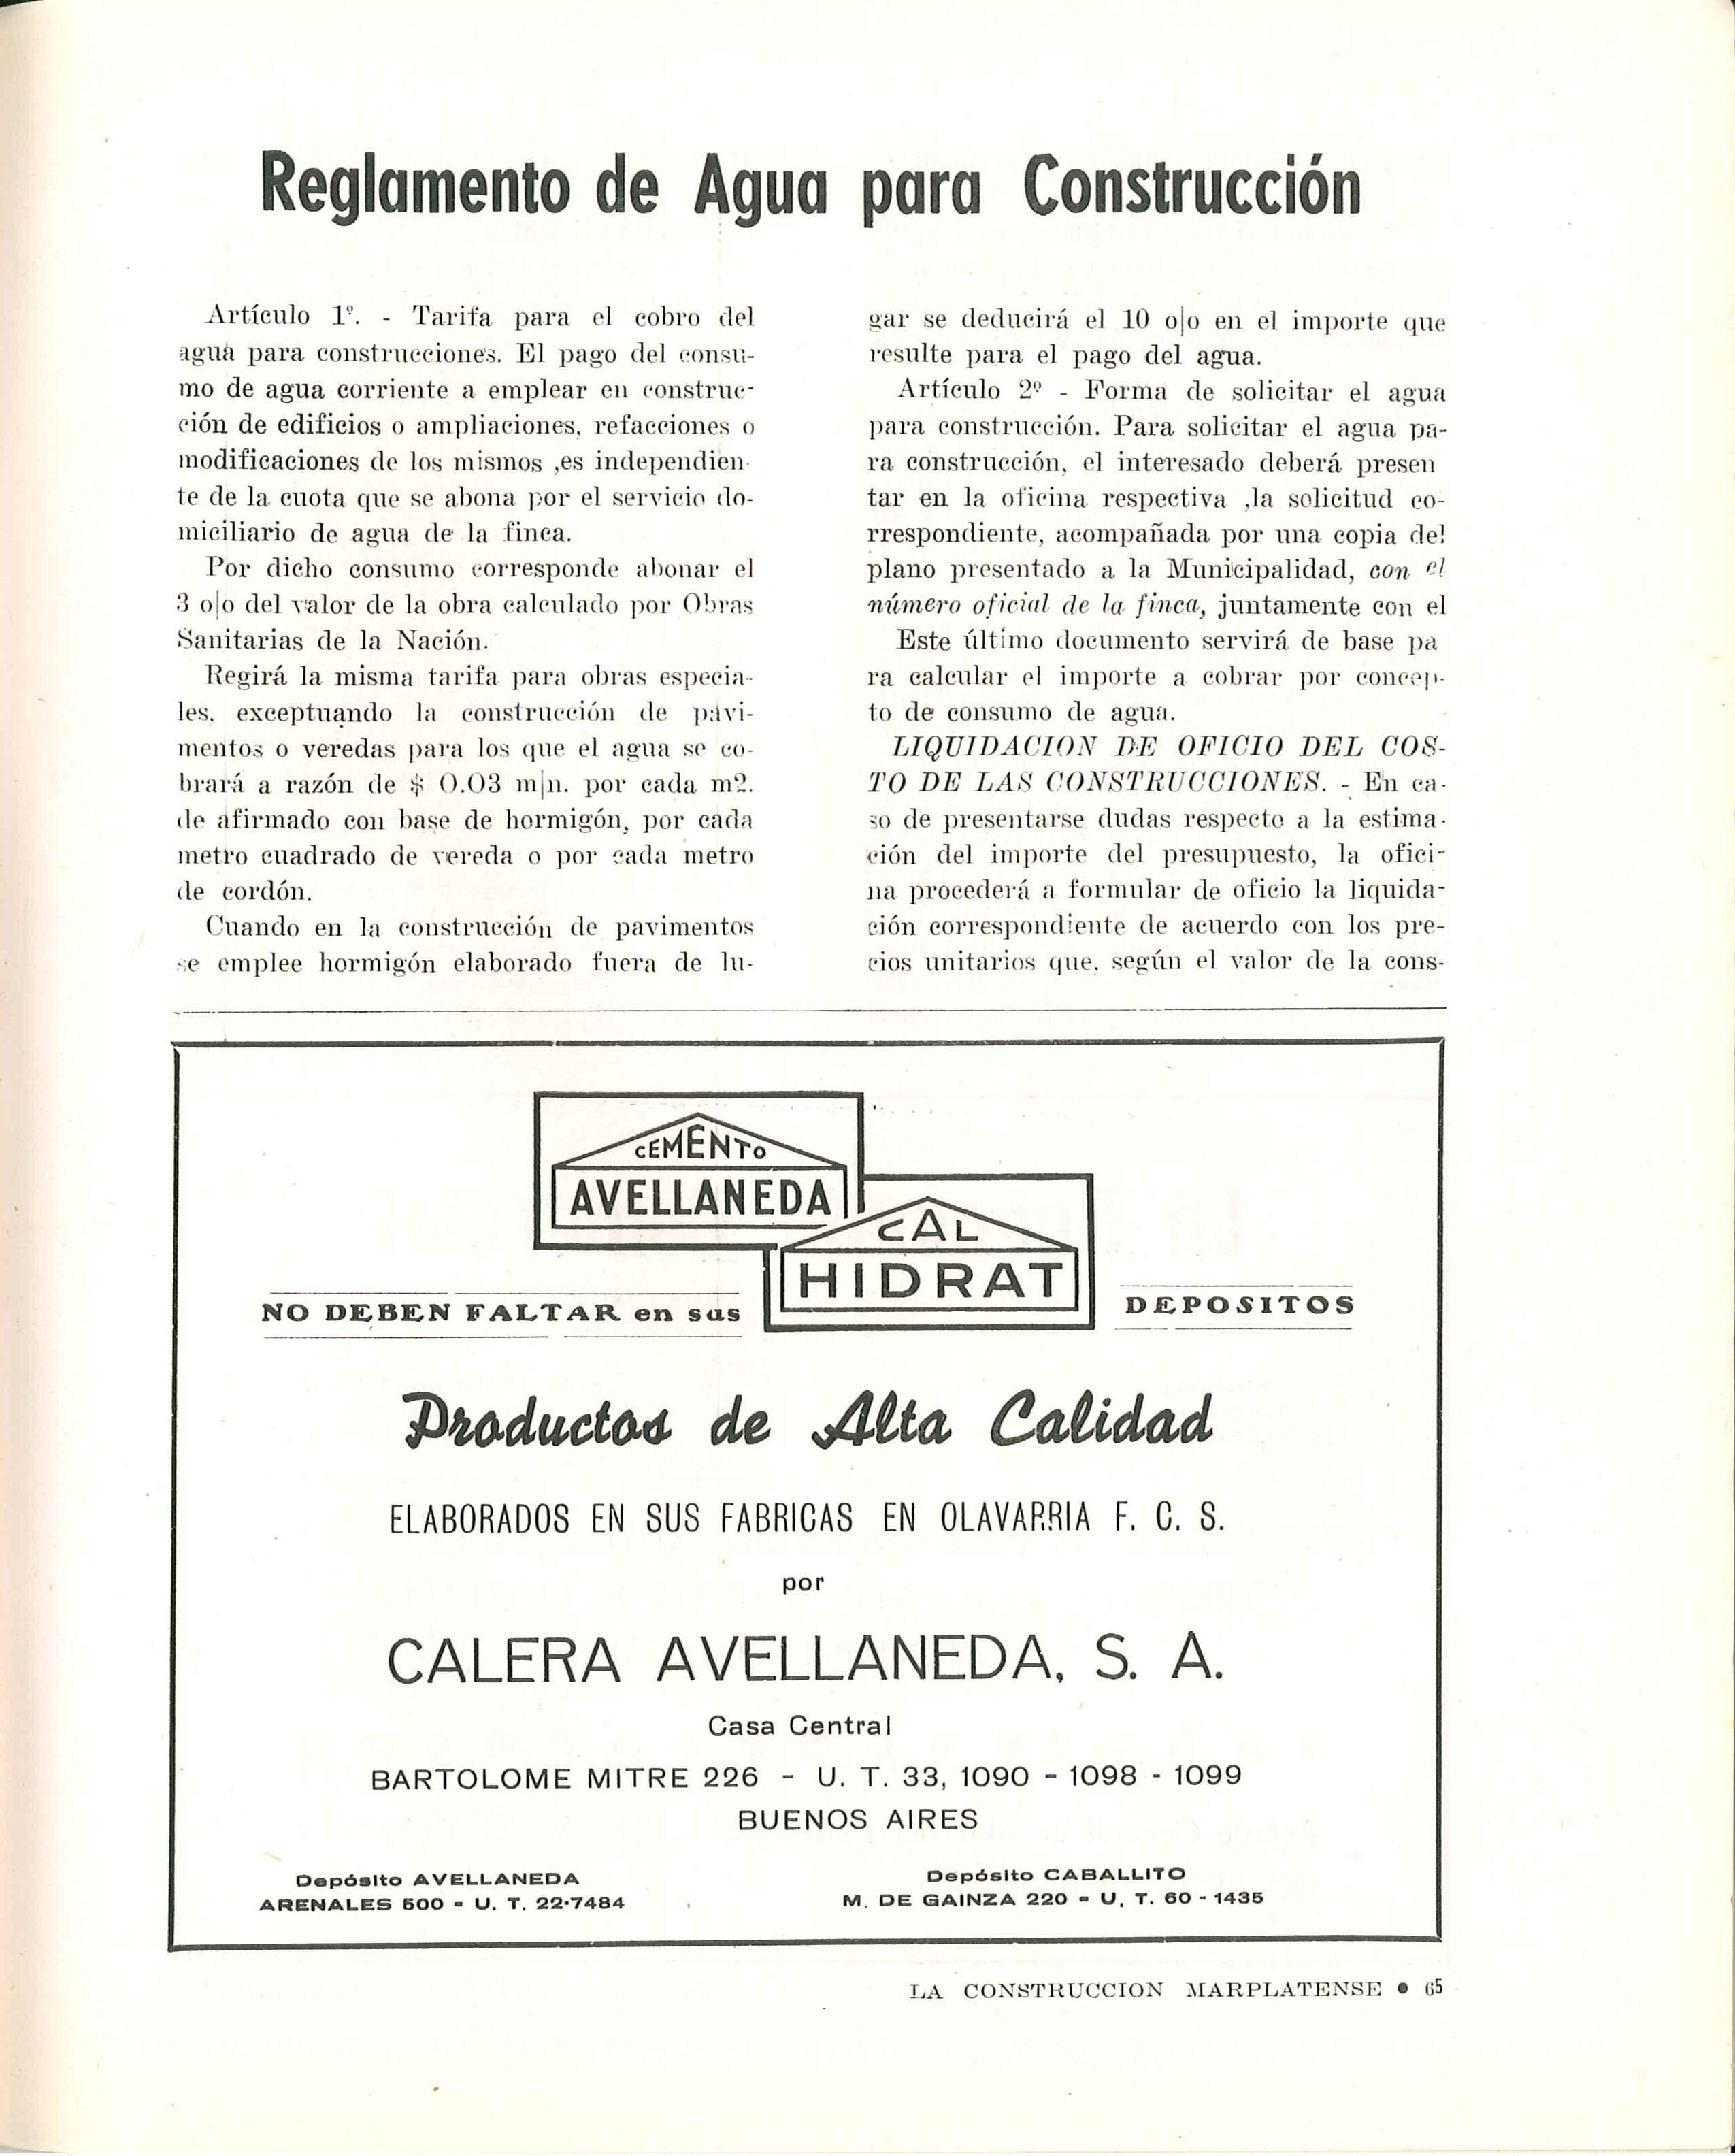 Reglamento de Agua para Construcción
Artículo 1º. - Tarifa para el cobro del
agua para construcciones. El pago del consu-
mo de agua corriente a emplear en construc-
ción de edificios o ampliaciones, refacciones o
modificaciones de los mismos ,es independien-
te de la cuota que se abona por el servicio do-
miciliario de agua de la finca.
Por dicho consumo corresponde abonar el
3 o|o del valor de la obra calculado por Obras
Sanitarias de la Nación.
Regirá la misma tarifa para obras especia-
les, exceptuando la construcción de pavi-
mentos o veredas para los que el agua se co-
brará a razón de $ 0.03 m|n. por cada m2.
de afirmado con base de hormigón, por cada
metro cuadrado de vereda o por cada metro
de cordón.
Cuando en la construcción de pavimentos
se emplee hormigón elaborado fuera de lu-
gar se deducirá el 10 o|o en el importe que
resulte para el pago del agua.
Artículo 2º - Forma de solicitar el agua
para construcción. Para solicitar el agua pa-
ra construcción, el interesado deberá presen
tar en la oficina respectiva ,la solicitud co-
rrespondiente, acompañada por una copia del
plano presentado a la Municipalidad, con el
número oficial de la finca, juntamente con el
Este último documento servirá de base pa
ra calcular el importe a cobrar por concep-
to de consumo de agua.
LIQUIDACION DE OFICIO DEL COS-
TO DE LAS CONSTRUCCIONES. - En ca-
so de presentarse dudas respecto a la estima-
ción del importe del presupuesto, la ofici-
na procederá a formular de oficio la liquida-
ción correspondiente de acuerdo con los pre-
cios unitarios que, según el valor de la cons-
CEMENTO
AVELLANEDA
CAL
HIDRAT
NO DEBEN FALTAR en sus DEPOSITOS
Productos de Alta Calidad
ELABORADOS EN SUS FABRICAS EN OLAVARRIA F. C. S.
por
CALERA AVELLANEDA, S. A.
Casa Central
BARTOLOME MITRE 226 - U. T. 33, 1090 - 1098 - 1099
BUENOS AIRES
Depósito AVELLANEDA
ARENALES 500 - U. T. 22-7484
Depósito CABALLITO
M. DE GAINZA 220 - U. T. 60 - 1435
LA CONSTRUCCION MARPLATENSE ● 65